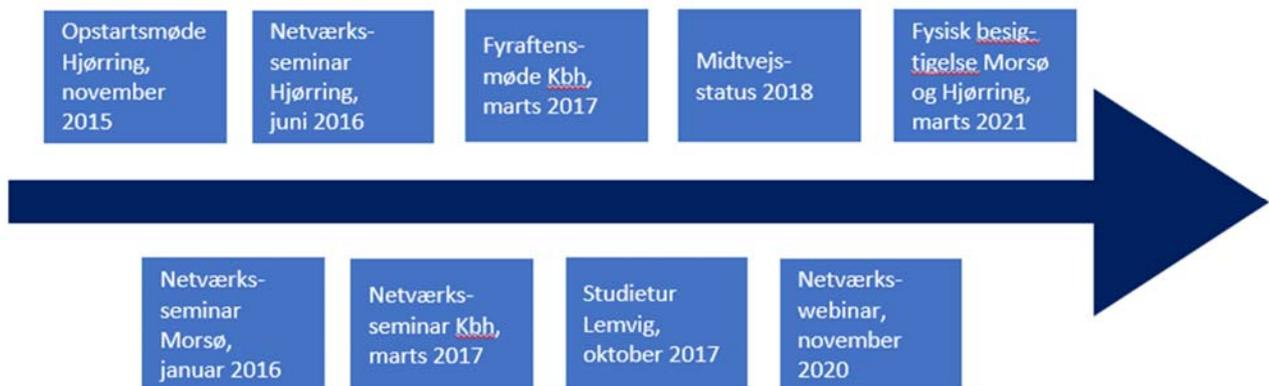 Opstartsmøde
Hjørring,
november
2015
Netværks-
seminar
Hjørring,
juni 2016
Fyraftens-
møde Kbh,
marts 2017
Midtvejs-
status 2018
Fysisk besig-
tigelse Morsø
og Hjørring,
marts 2021
Netværks-
seminar
Morsø,
januar 2016
Netværks-
seminar Kbh,
marts 2017
Studietur
Lemvig,
oktober 2017
Netværks-
webinar,
november
2020